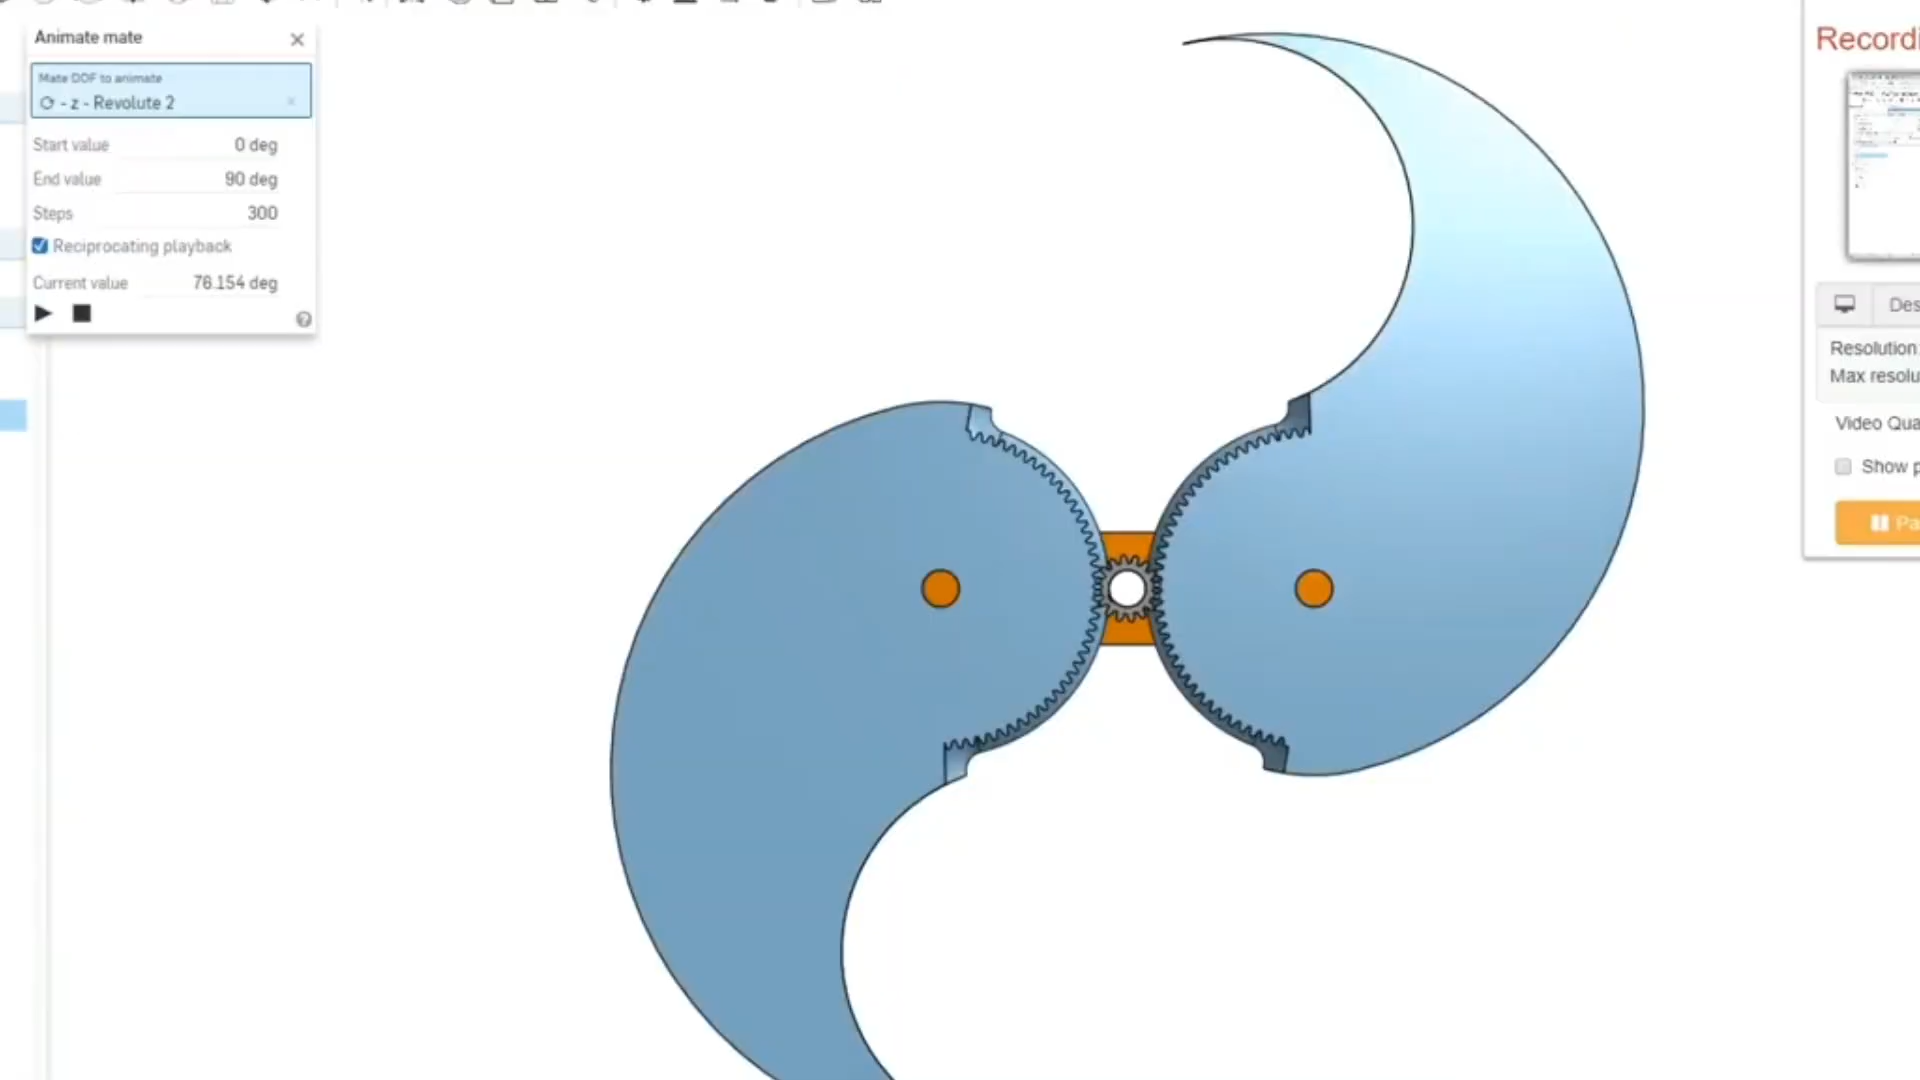 Animate mate
Mate DOF to animate
- z - Revolute 2
Start value 0 deg
End value 90 deg
Steps 300
Reciprocating playback
Current value 76.154 deg
Recordi
Des
Resolution
Max resolu
Video Qua
Show p
Pa